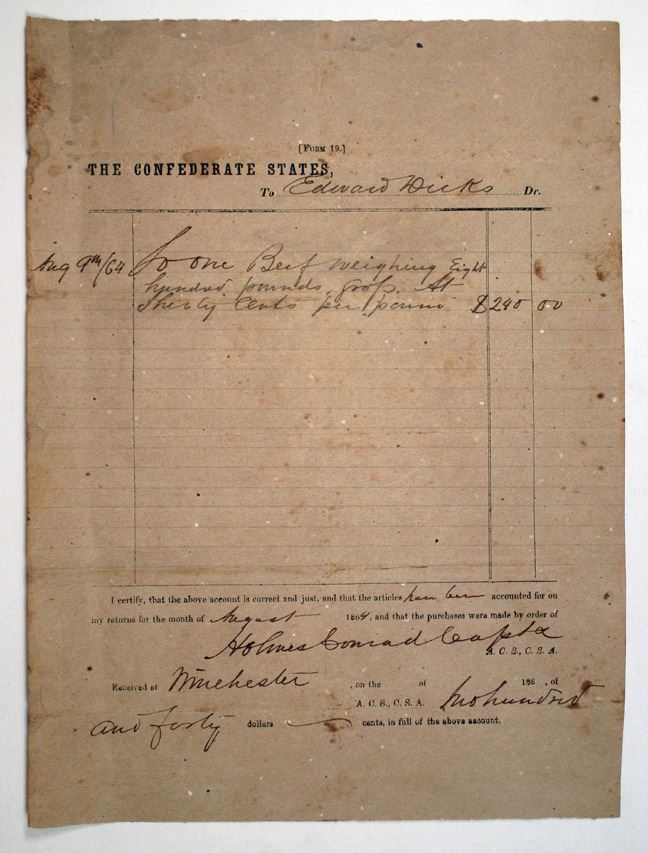 [Form 19.]
THE CONFEDERATE STATES,
To Edward Dicks Dr.
Aug 9th/64 To one Beef weighing Eight
hundred pounds, gross. At
Thirty Cents per pound $240 00
I certify, that the above account is correct and just, and that the articles have been accounted for on
my returns for the month of August 1864, and that the purchases were made by order of
Holmes Conrad Capt &
A. C. S., C. S. A.
Received at Winchester , on the of 186 , of
A. C. S., C. S. A. Two hundred
and forty dollars cents, in full of the above account.